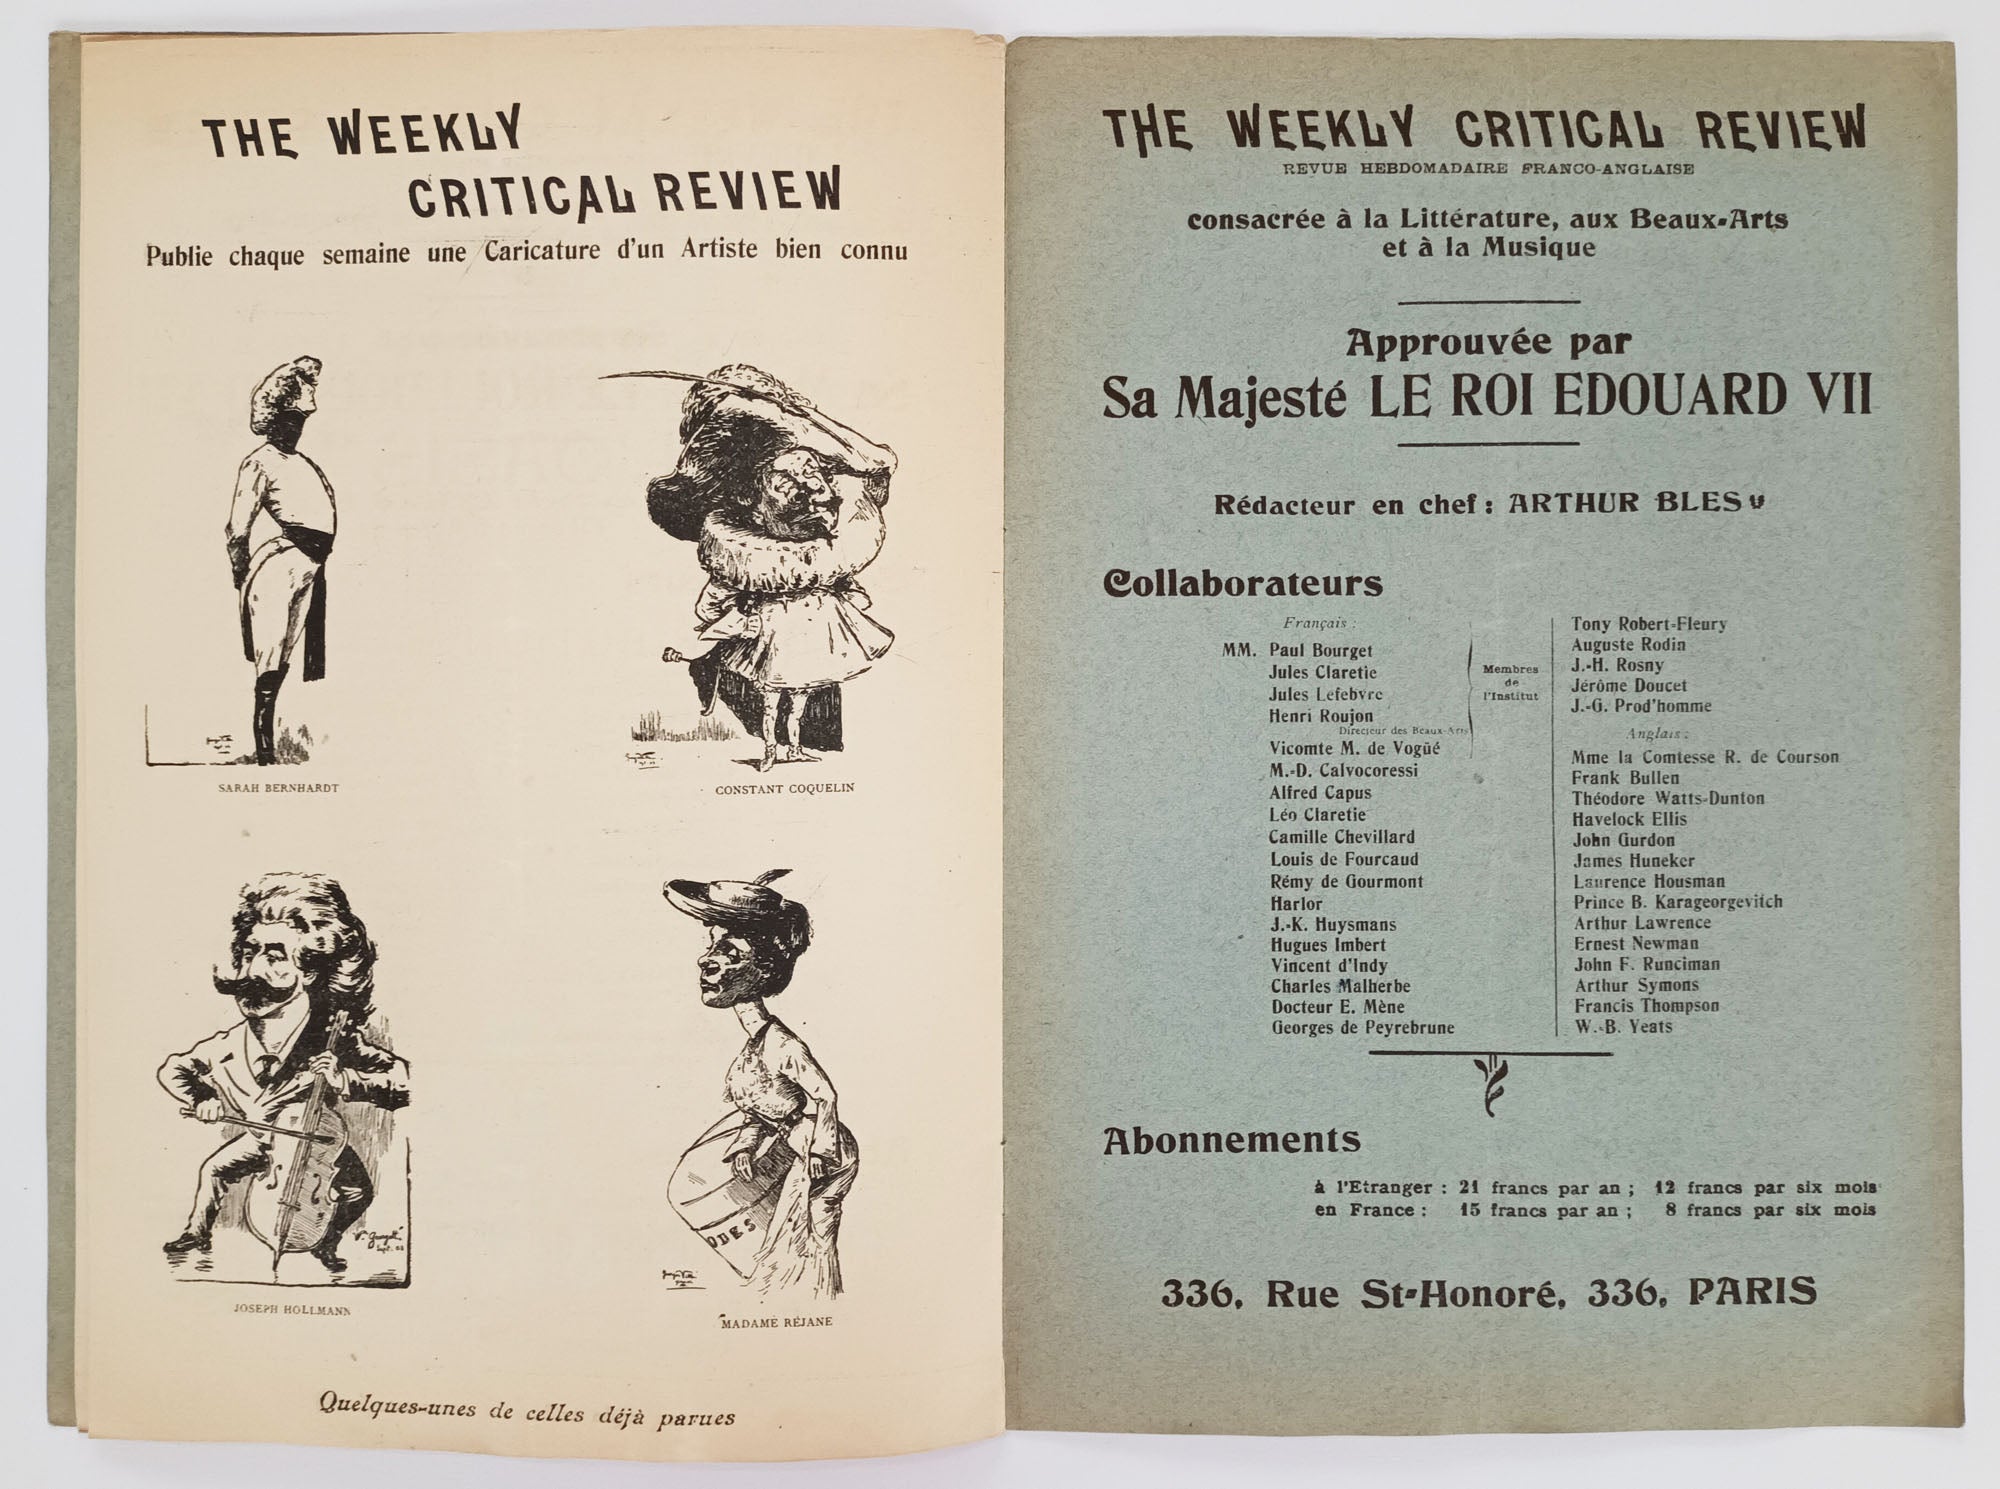 THE WEEKLY
CRITICAL REVIEW
Publie chaque semaine une Caricature d'un Artiste bien connu
SARAH BERNHARDT
CONSTANT COQUELIN
JOSEPH HOLLMANN
ODES
MADAME RÉJANE
Quelques-unes de celles déjà parues
THE WEEKLY CRITICAL REVIEW
REVUE HEBDOMADAIRE FRANCO-ANGLAISE
consacrée à la Littérature, aux Beaux-Arts
et à la Musique
Approuvée par
Sa Majesté LE ROI EDOUARD VII
Rédacteur en chef : ARTHUR BLES
Collaborateurs
Français :
MM. Paul Bourget
Jules Claretie
Jules Lefebvre
Henri Roujon
Directeur des Beaux-Arts
Vicomte M. de Vogüé
Membres
de
l'Institut
M.-D. Calvocoressi
Alfred Capus
Léo Claretie
Camille Chevillard
Louis de Fourcaud
Rémy de Gourmont
Harlor
J.-K. Huysmans
Hugues Imbert
Vincent d'Indy
Charles Malherbe
Docteur E. Mène
Georges de Peyrebrune
Tony Robert-Fleury
Auguste Rodin
J.-H. Rosny
Jérôme Doucet
J.-G. Prod'homme
Anglais :
Mme la Comtesse R. de Courson
Frank Bullen
Théodore Watts-Dunton
Havelock Ellis
John Gurdon
James Huneker
Laurence Housman
Prince B. Karageorgevitch
Arthur Lawrence
Ernest Newman
John F. Runciman
Arthur Symons
Francis Thompson
W.-B. Yeats
Abonnements
à l'Etranger : 21 francs par an ; 12 francs par six mois
en France : 15 francs par an ; 8 francs par six mois
336, Rue St-Honoré, 336, PARIS